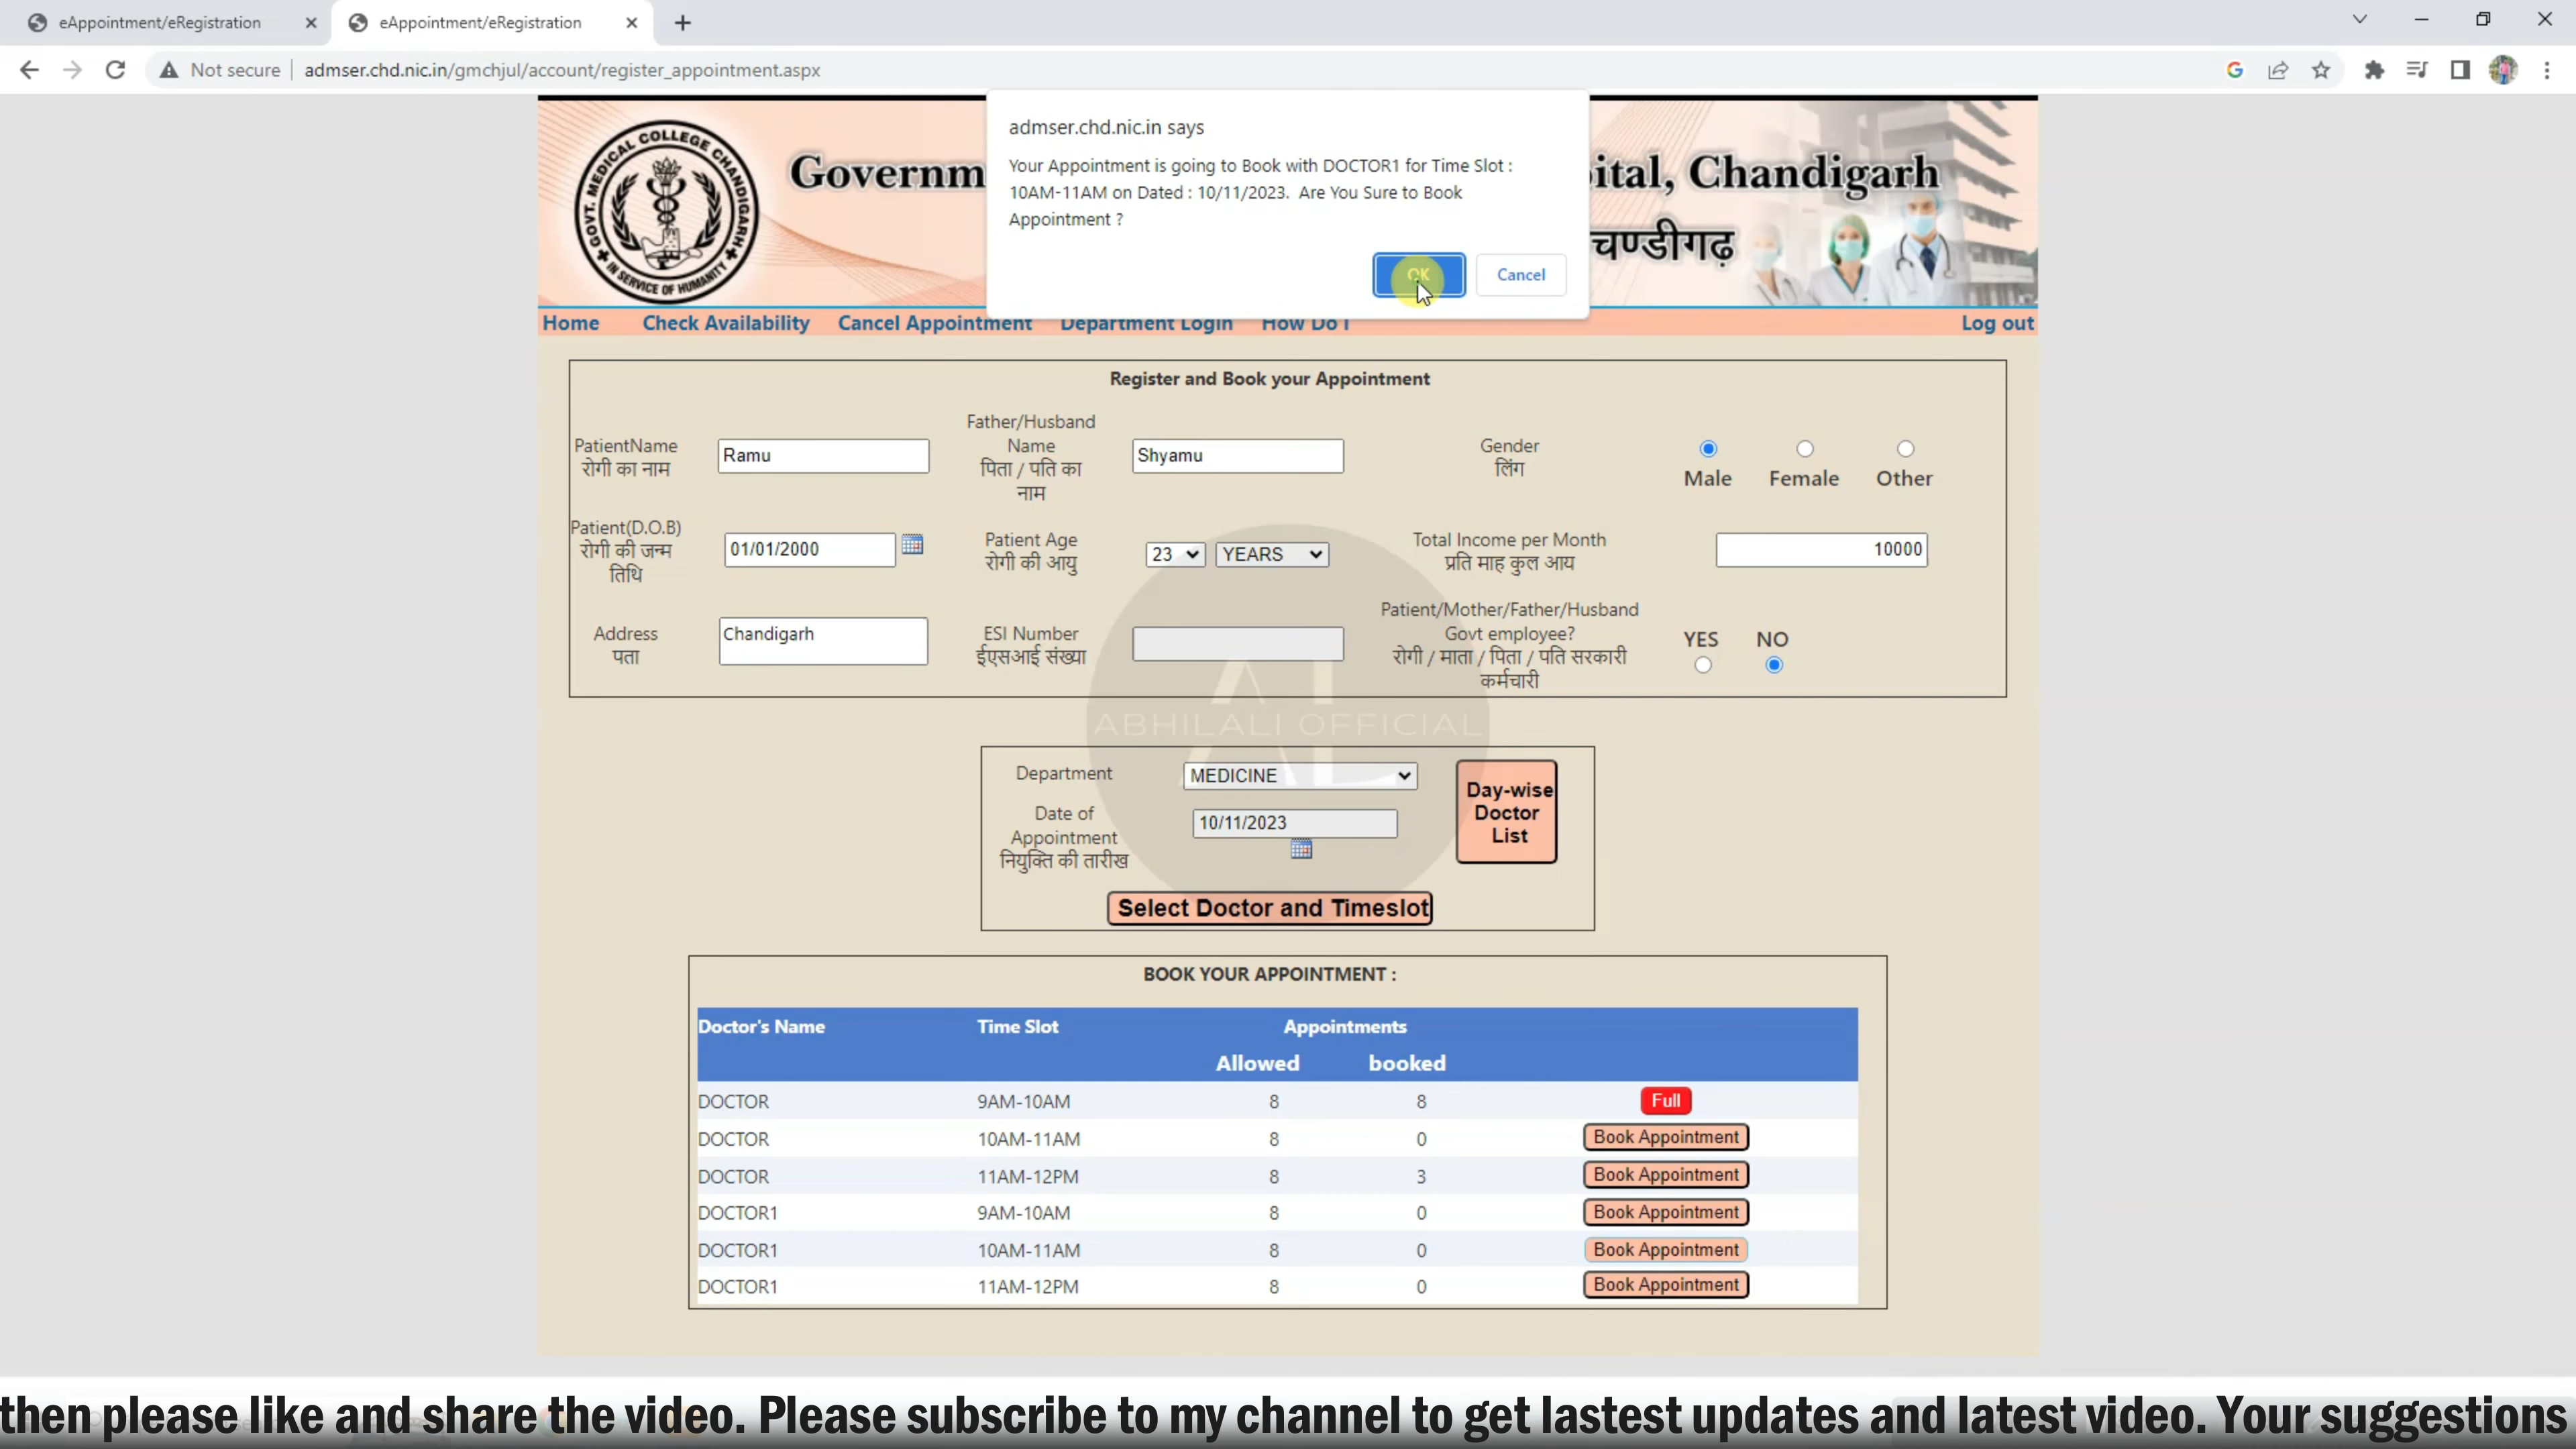 eAppointment/eRegistration
eAppointment/eRegistration
Not secure
admser.chd.nic.in/gmchjul/account/register_appointment.aspx
GOVT. MEDICAL COLLEGE CHANDIGARH
IN SERVICE OF HUMANITY
Governm
ital, Chandigarh
चण्डीगढ़
admser.chd.nic.in says
Your Appointment is going to Book with DOCTOR1 for Time Slot :
10AM-11AM on Dated : 10/11/2023. Are You Sure to Book
Appointment ?
OK
Cancel
Home
Check Availability
Cancel Appointment
Department Login
How Do I
Log out
Register and Book your Appointment
PatientName
रोगी का नाम
Ramu
Father/Husband
Name
पिता / पति का
नाम
Shyamu
Gender
लिंग
Male
Female
Other
Patient(D.O.B)
रोगी की जन्म
तिथि
01/01/2000
Patient Age
रोगी की आयु
23
YEARS
Total Income per Month
प्रति माह कुल आय
10000
Address
पता
Chandigarh
ESI Number
ईएसआई संख्या
Patient/Mother/Father/Husband
Govt employee?
रोगी / माता / पिता / पति सरकारी
कर्मचारी
YES
NO
AL
ABHILALI OFFICIAL
Department
MEDICINE
Date of
Appointment
नियुक्ति की तारीख
10/11/2023
Day-wise
Doctor
List
Select Doctor and Timeslot
BOOK YOUR APPOINTMENT :
Doctor's Name Time Slot Appointments
Allowed booked
DOCTOR 9AM-10AM 8 8 Full
DOCTOR 10AM-11AM 8 0 Book Appointment
DOCTOR 11AM-12PM 8 3 Book Appointment
DOCTOR1 9AM-10AM 8 0 Book Appointment
DOCTOR1 10AM-11AM 8 0 Book Appointment
DOCTOR1 11AM-12PM 8 0 Book Appointment
then please like and share the video. Please subscribe to my channel to get lastest updates and latest video. Your suggestions